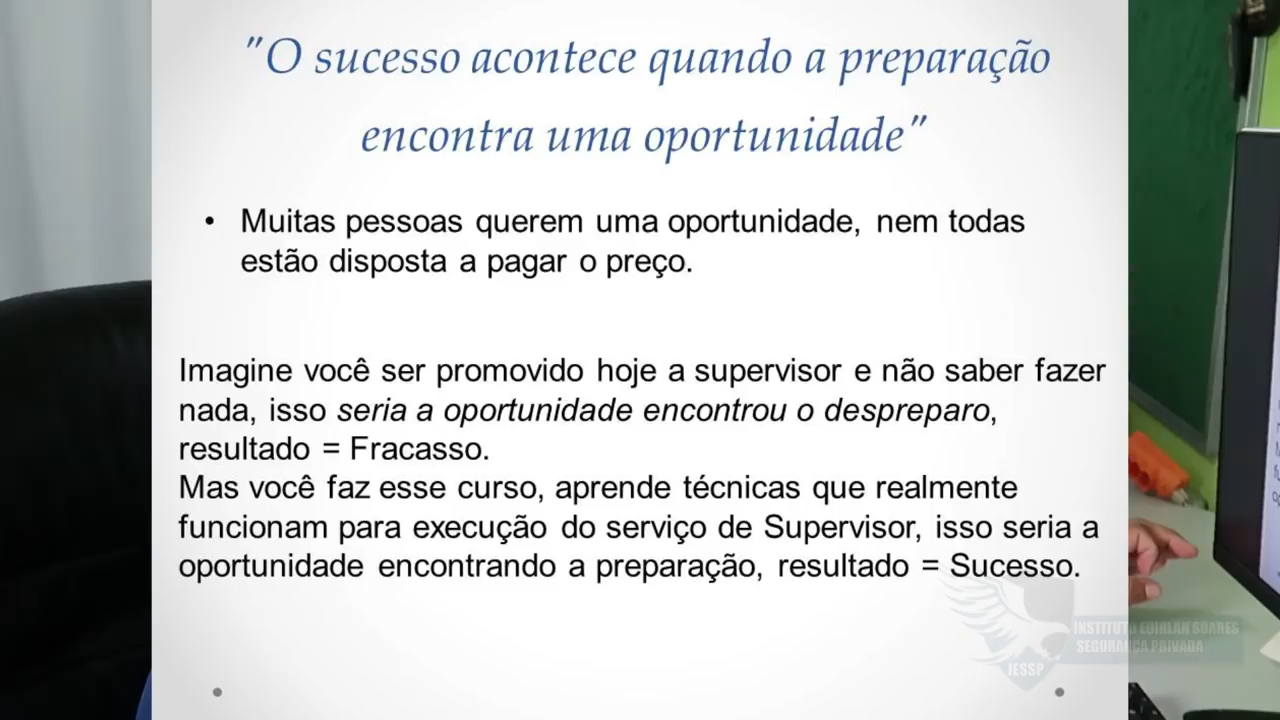 "O sucesso acontece quando a preparação
encontra uma oportunidade"
• Muitas pessoas querem uma oportunidade, nem todas
estão disposta a pagar o preço.
Imagine você ser promovido hoje a supervisor e não saber fazer
nada, isso seria a oportunidade encontrou o despreparo,
resultado = Fracasso.
Mas você faz esse curso, aprende técnicas que realmente
funcionam para execução do serviço de Supervisor, isso seria a
oportunidade encontrando a preparação, resultado = Sucesso.
INSTITUTO EDIRLAN SOARES
SEGURANÇA PRIVADA
IESSP